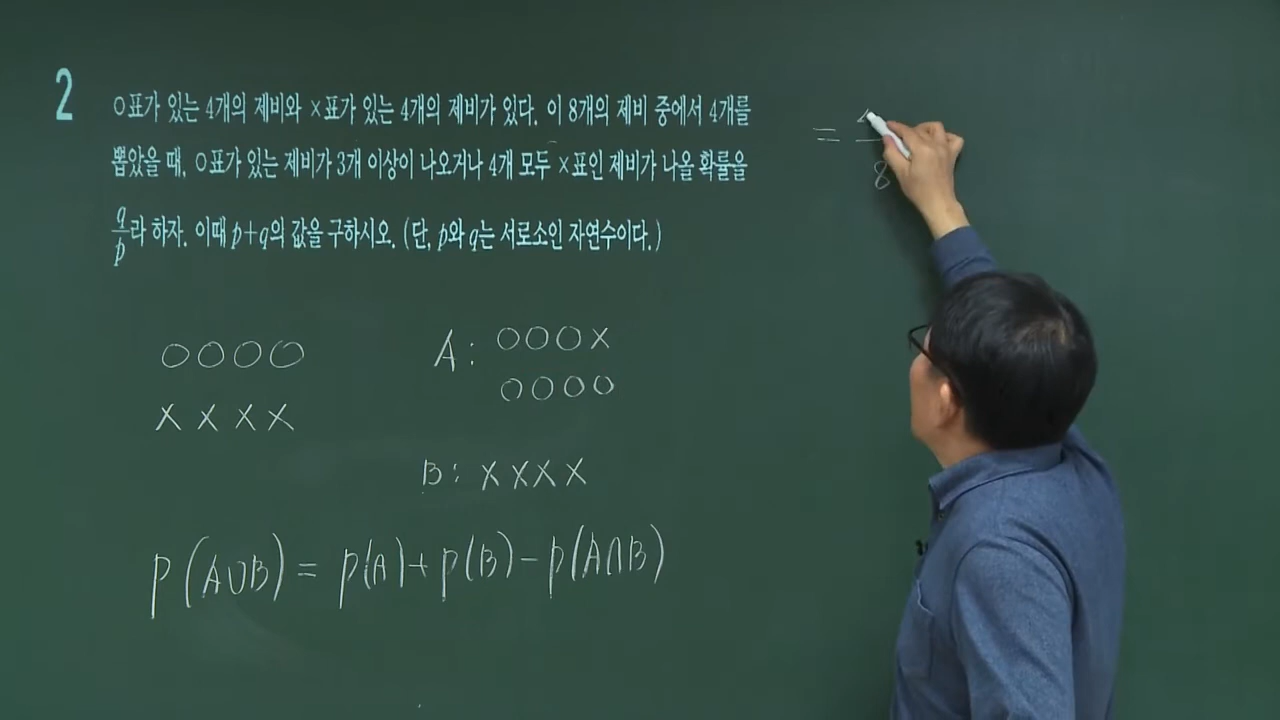 2
○표가 있는 4개의 제비와 ×표가 있는 4개의 제비가 있다. 이 8개의 제비 중에서 4개를
뽑았을 때, ○표가 있는 제비가 3개 이상이 나오거나 4개 모두 ×표인 제비가 나올 확률을
q/p라 하자. 이때 p+q의 값을 구하시오. (단, p와 q는 서로소인 자연수이다.)
= 8
○○○○
××××
A : ○○○×
○○○○
B : ××××
P(A∪B) = P(A)+P(B)-P(A∩B)